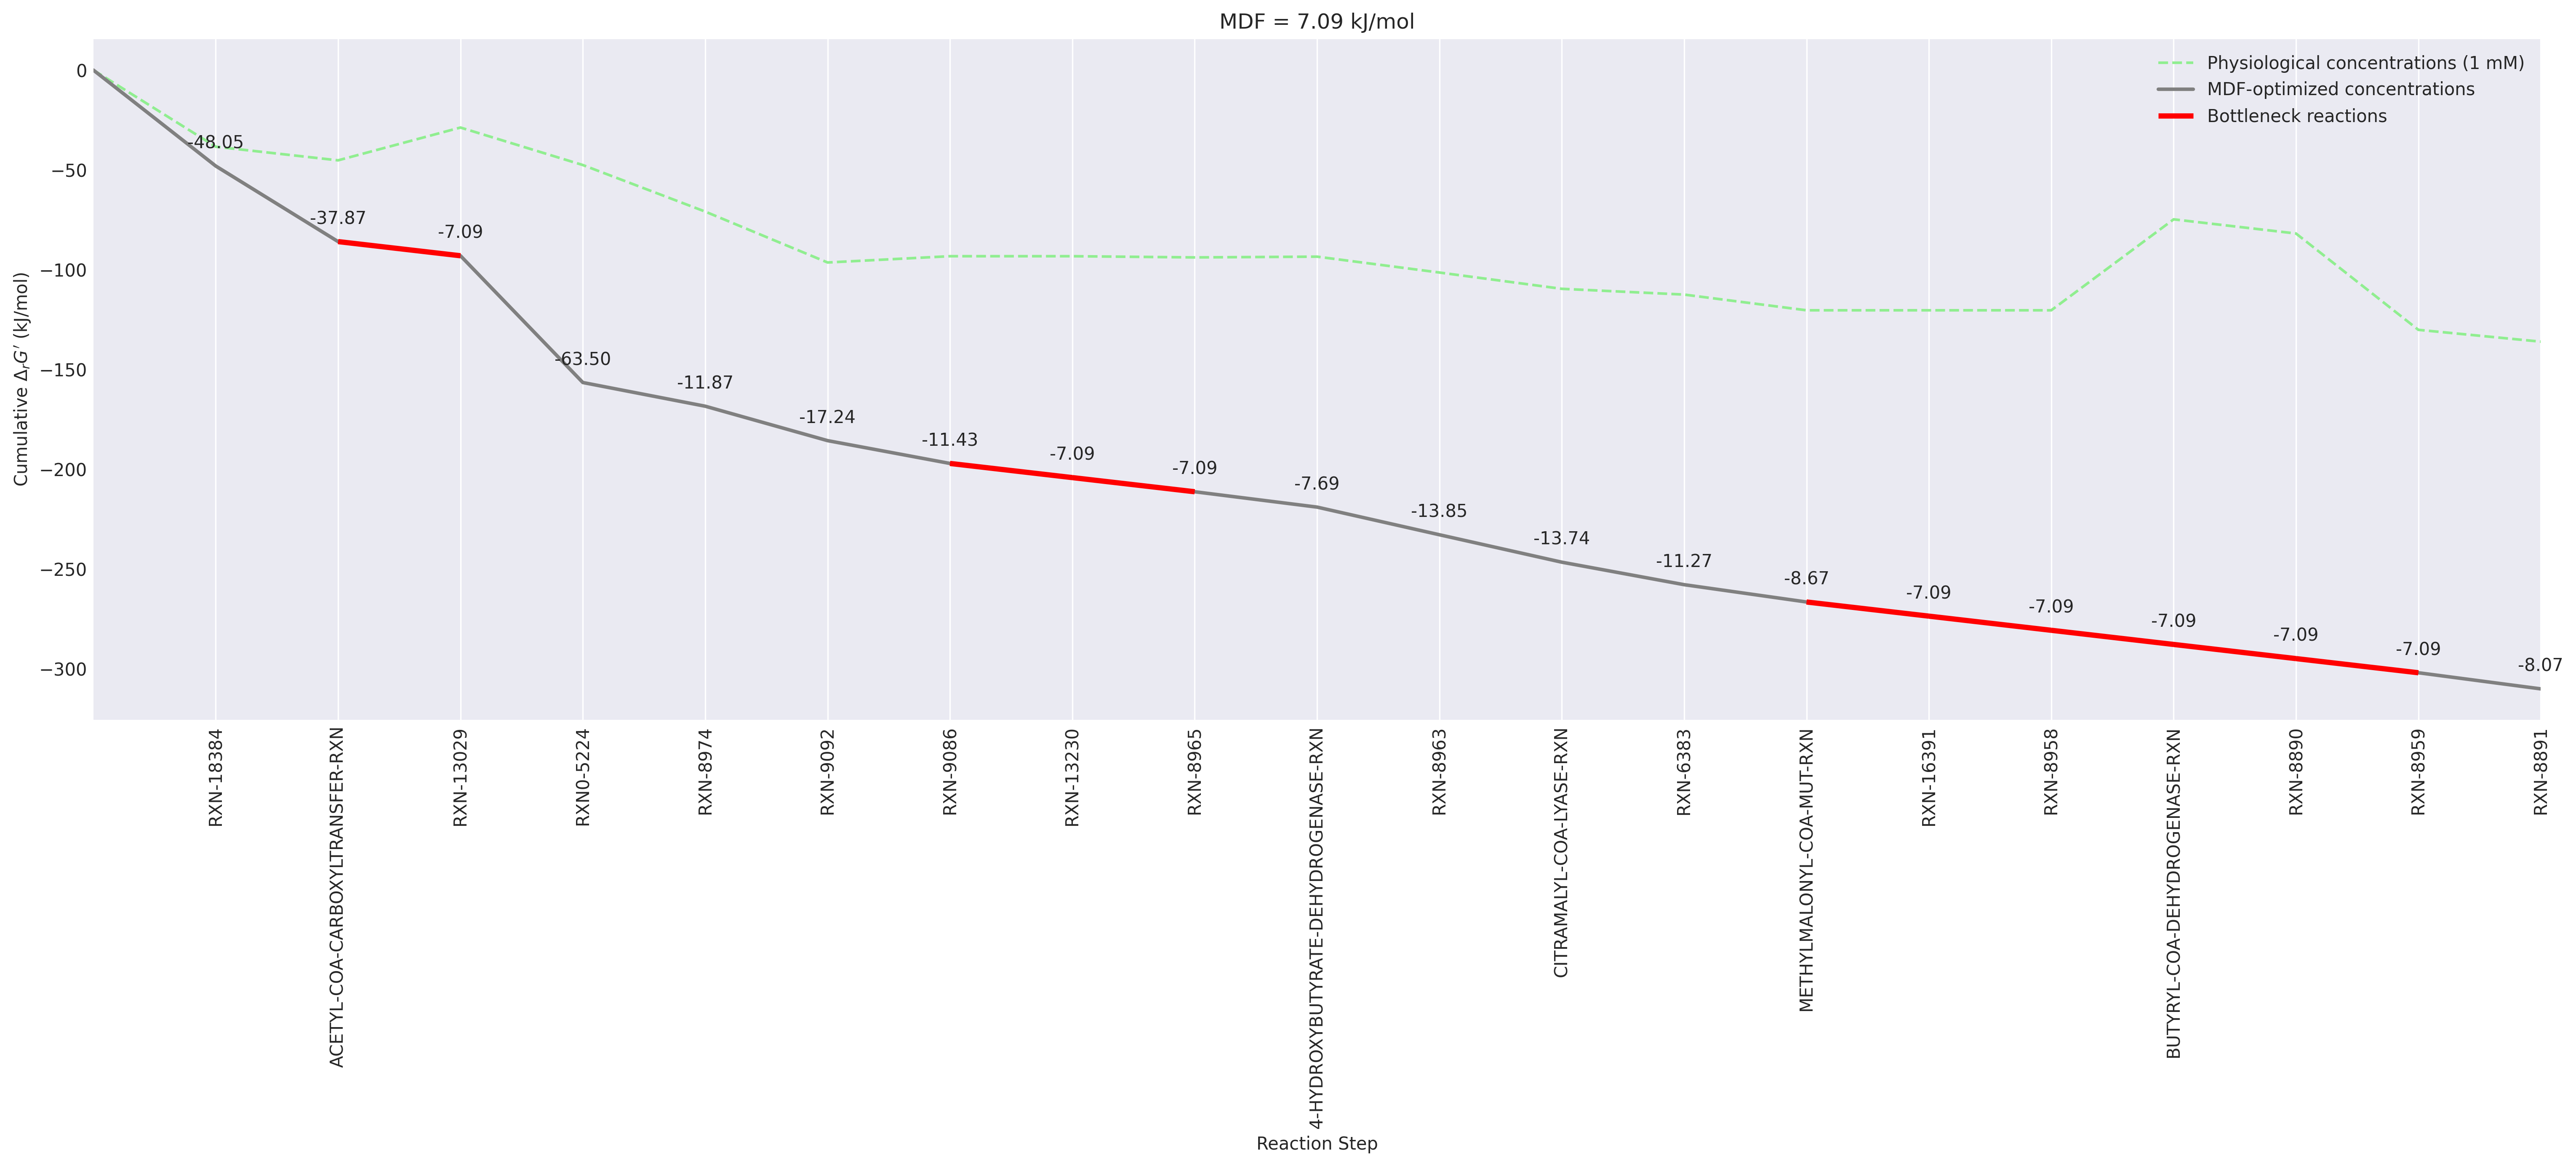 MDF = 7.09 kJ/mol
Physiological concentrations (1 mM)
MDF-optimized concentrations
Bottleneck reactions
Cumulative ΔrG′ (kJ/mol)
0
−50
−100
−150
−200
−250
−300
-48.05
-37.87
-7.09
-63.50
-11.87
-17.24
-11.43
-7.09
-7.09
-7.69
-13.85
-13.74
-11.27
-8.67
-7.09
-7.09
-7.09
-7.09
-7.09
-8.07
RXN-18384
ACETYL-COA-CARBOXYLTRANSFER-RXN
RXN-13029
RXN0-5224
RXN-8974
RXN-9092
RXN-9086
RXN-13230
RXN-8965
4-HYDROXYBUTYRATE-DEHYDROGENASE-RXN
RXN-8963
CITRAMALYL-COA-LYASE-RXN
RXN-6383
METHYLMALONYL-COA-MUT-RXN
RXN-16391
RXN-8958
BUTYRYL-COA-DEHYDROGENASE-RXN
RXN-8890
RXN-8959
RXN-8891
Reaction Step